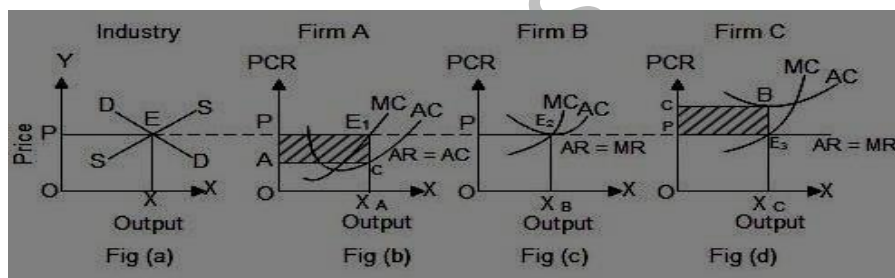 Industry Firm A Firm B Firm C
Y PCR PCR PCR
MC AC
D S MC AC MC AC C B
E
P P E1 P E2 P
Price S D A C AR = AC AR = MR E3 AR = MR
O X X O XA X O XB X O XC X
Output Output Output Output
Fig (a) Fig (b) Fig (c) Fig (d)